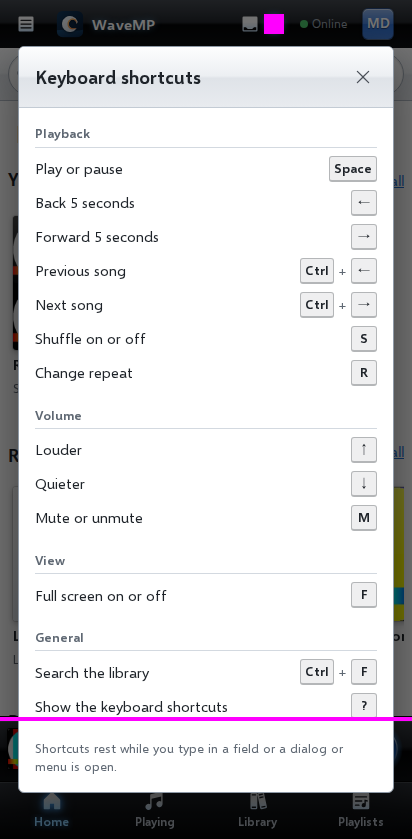 WaveMP
Online
MD
Keyboard shortcuts
Playback
Play or pause Space
Back 5 seconds ←
Forward 5 seconds →
Previous song Ctrl + ←
Next song Ctrl + →
Shuffle on or off S
Change repeat R
Volume
Louder ↑
Quieter ↓
Mute or unmute M
View
Full screen on or off F
General
Search the library Ctrl + F
Show the keyboard shortcuts ?
Shortcuts rest while you type in a field or a dialog or
menu is open.
Home Playing Library Playlists